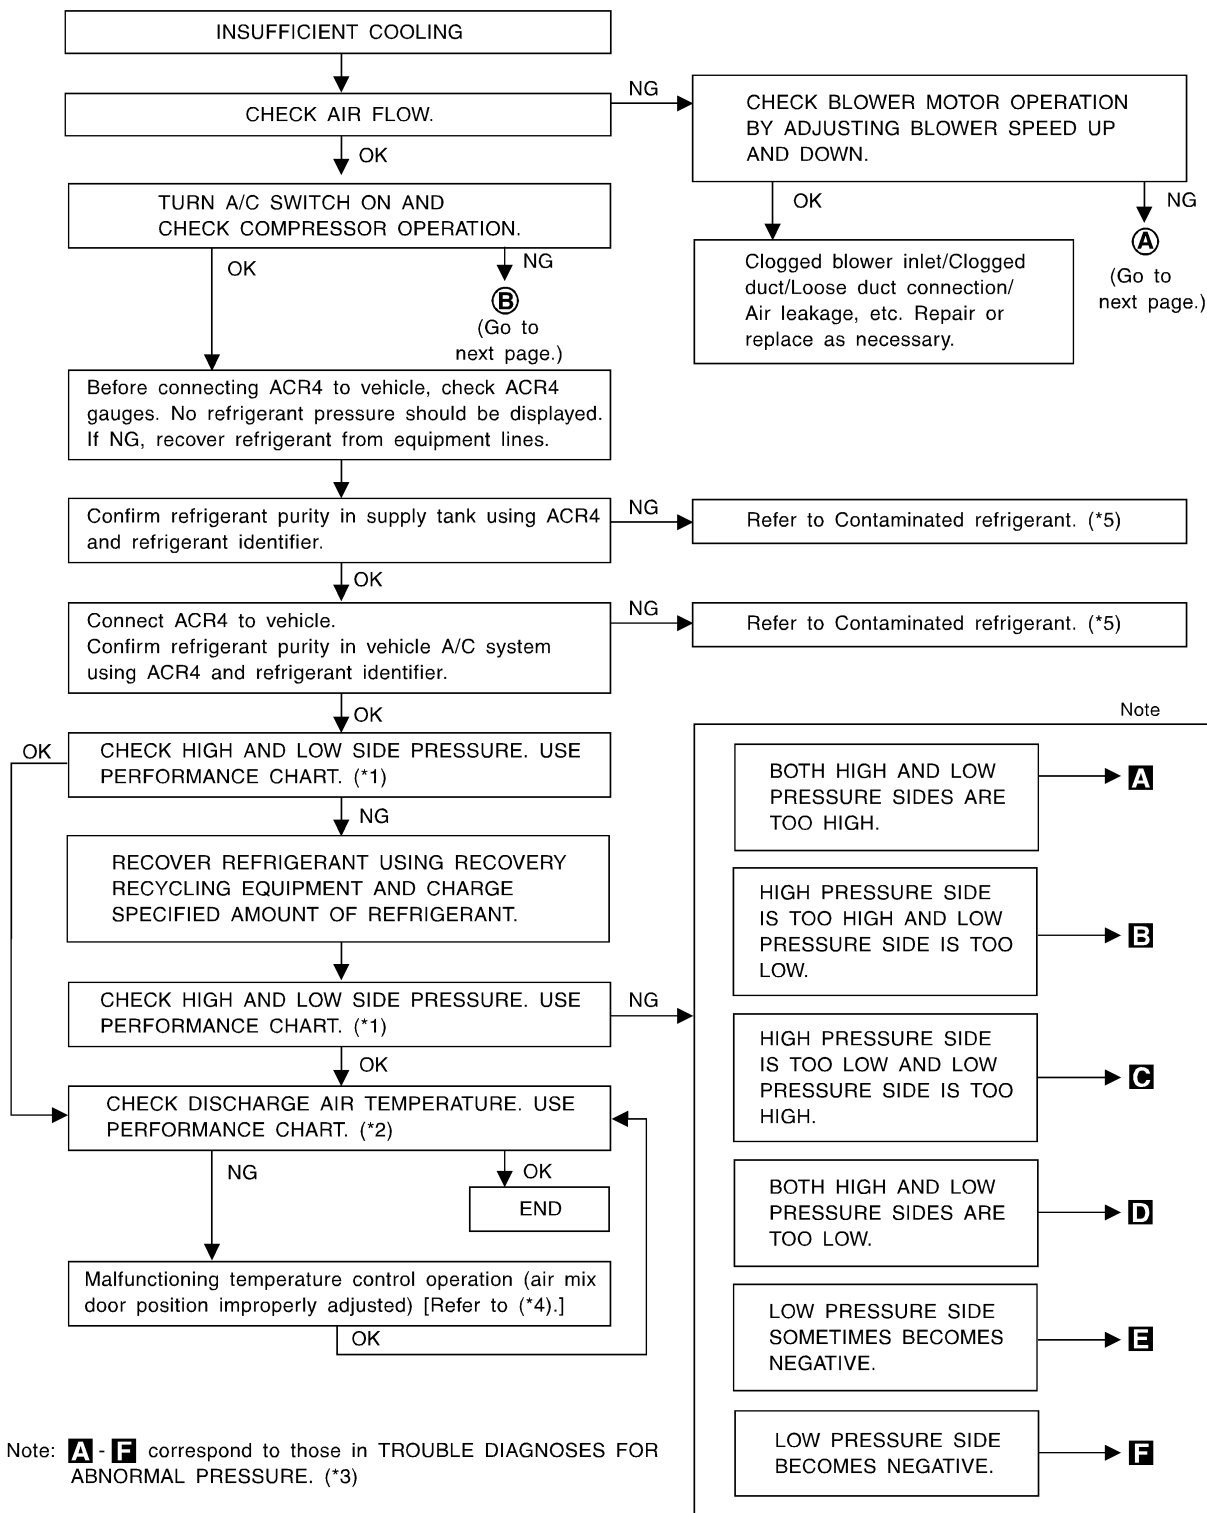 INSUFFICIENT COOLING
CHECK AIR FLOW.
NG
CHECK BLOWER MOTOR OPERATION
BY ADJUSTING BLOWER SPEED UP
AND DOWN.
OK
TURN A/C SWITCH ON AND
CHECK COMPRESSOR OPERATION.
OK
NG
Clogged blower inlet/Clogged
duct/Loose duct connection/
Air leakage, etc. Repair or
replace as necessary.
A
(Go to
next page.)
OK
NG
B
(Go to
next page.)
Before connecting ACR4 to vehicle, check ACR4
gauges. No refrigerant pressure should be displayed.
If NG, recover refrigerant from equipment lines.
Confirm refrigerant purity in supply tank using ACR4
and refrigerant identifier.
NG
Refer to Contaminated refrigerant. (*5)
OK
Connect ACR4 to vehicle.
Confirm refrigerant purity in vehicle A/C system
using ACR4 and refrigerant identifier.
NG
Refer to Contaminated refrigerant. (*5)
OK
OK
CHECK HIGH AND LOW SIDE PRESSURE. USE
PERFORMANCE CHART. (*1)
NG
RECOVER REFRIGERANT USING RECOVERY
RECYCLING EQUIPMENT AND CHARGE
SPECIFIED AMOUNT OF REFRIGERANT.
CHECK HIGH AND LOW SIDE PRESSURE. USE
PERFORMANCE CHART. (*1)
NG
OK
CHECK DISCHARGE AIR TEMPERATURE. USE
PERFORMANCE CHART. (*2)
NG
OK
END
Malfunctioning temperature control operation (air mix
door position improperly adjusted) [Refer to (*4).]
OK
Note
BOTH HIGH AND LOW
PRESSURE SIDES ARE
TOO HIGH.
A
HIGH PRESSURE SIDE
IS TOO HIGH AND LOW
PRESSURE SIDE IS TOO
LOW.
B
HIGH PRESSURE SIDE
IS TOO LOW AND LOW
PRESSURE SIDE IS TOO
HIGH.
C
BOTH HIGH AND LOW
PRESSURE SIDES ARE
TOO LOW.
D
LOW PRESSURE SIDE
SOMETIMES BECOMES
NEGATIVE.
E
LOW PRESSURE SIDE
BECOMES NEGATIVE.
F
Note: A - F correspond to those in TROUBLE DIAGNOSES FOR
ABNORMAL PRESSURE. (*3)